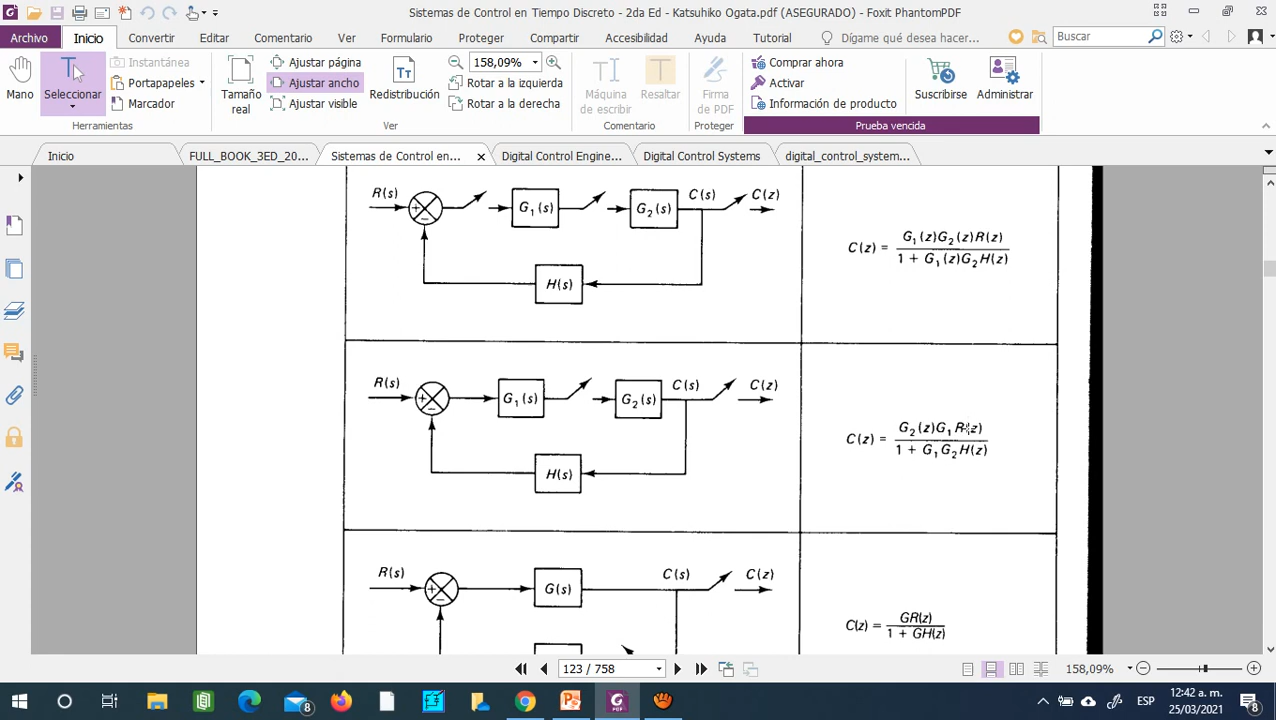 Sistemas de Control en Tiempo Discreto - 2da Ed - Katsuhiko Ogata.pdf (ASEGURADO) - Foxit PhantomPDF
Archivo Inicio Convertir Editar Comentario Ver Formulario Proteger Compartir Accesibilidad Ayuda Tutorial Dígame qué desea hacer... Buscar
Mano
Seleccionar
Instantánea
Portapapeles
Marcador
Herramientas
Tamaño real
Ajustar página
Ajustar ancho
Ajustar visible
Redistribución
158,09%
Rotar a la izquierda
Rotar a la derecha
Ver
Máquina de escribir
Resaltar
Comentario
Firma de PDF
Proteger
Comprar ahora
Activar
Información de producto
Suscribirse
Administrar
Prueba vencida
Inicio FULL_BOOK_3ED_20... Sistemas de Control en... Digital Control Engine... Digital Control Systems digital_control_system...
R(s) + − G₁(s) G₂(s) C(s) C(z)
H(s)
C(z) = G₁(z)G₂(z)R(z) / 1 + G₁(z)G₂H(z)
R(s) + − G₁(s) G₂(s) C(s) C(z)
H(s)
C(z) = G₂(z)G₁R(z) / 1 + G₁G₂H(z)
R(s) + − G(s) C(s) C(z)
C(z) = GR(z) / 1 + GH(z)
123 / 758
158,09%
8
ESP
12:42 a. m.
25/03/2021
8